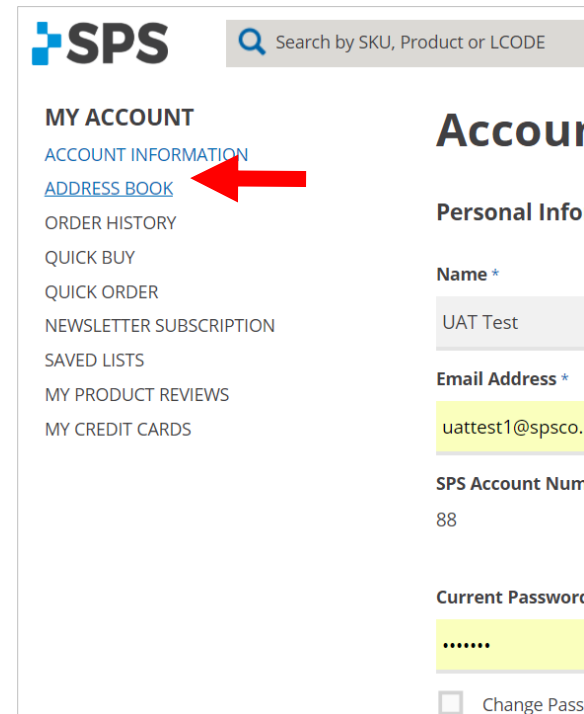 SPS
Search by SKU, Product or LCODE
MY ACCOUNT
ACCOUNT INFORMATION
ADDRESS BOOK
ORDER HISTORY
QUICK BUY
QUICK ORDER
NEWSLETTER SUBSCRIPTION
SAVED LISTS
MY PRODUCT REVIEWS
MY CREDIT CARDS
Accoun
Personal Info
Name *
UAT Test
Email Address *
uattest1@spsco.
SPS Account Num
88
Current Password
•••••••
Change Pass